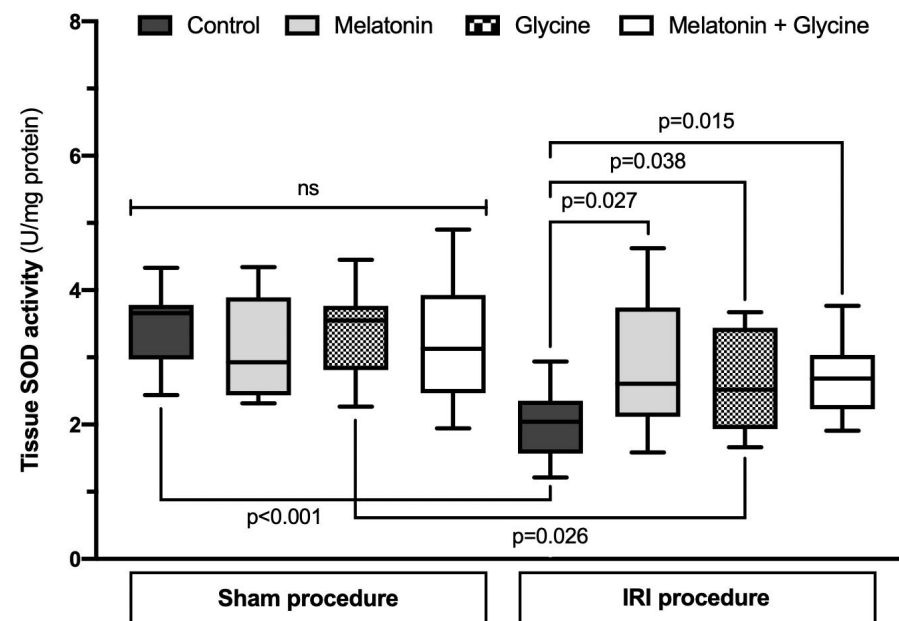 8
Control
Melatonin
Glycine
Melatonin + Glycine
Tissue SOD activity (U/mg protein)
p=0.015
6
p=0.038
ns
p=0.027
4
2
p<0.001
p=0.026
0
Sham procedure
IRI procedure